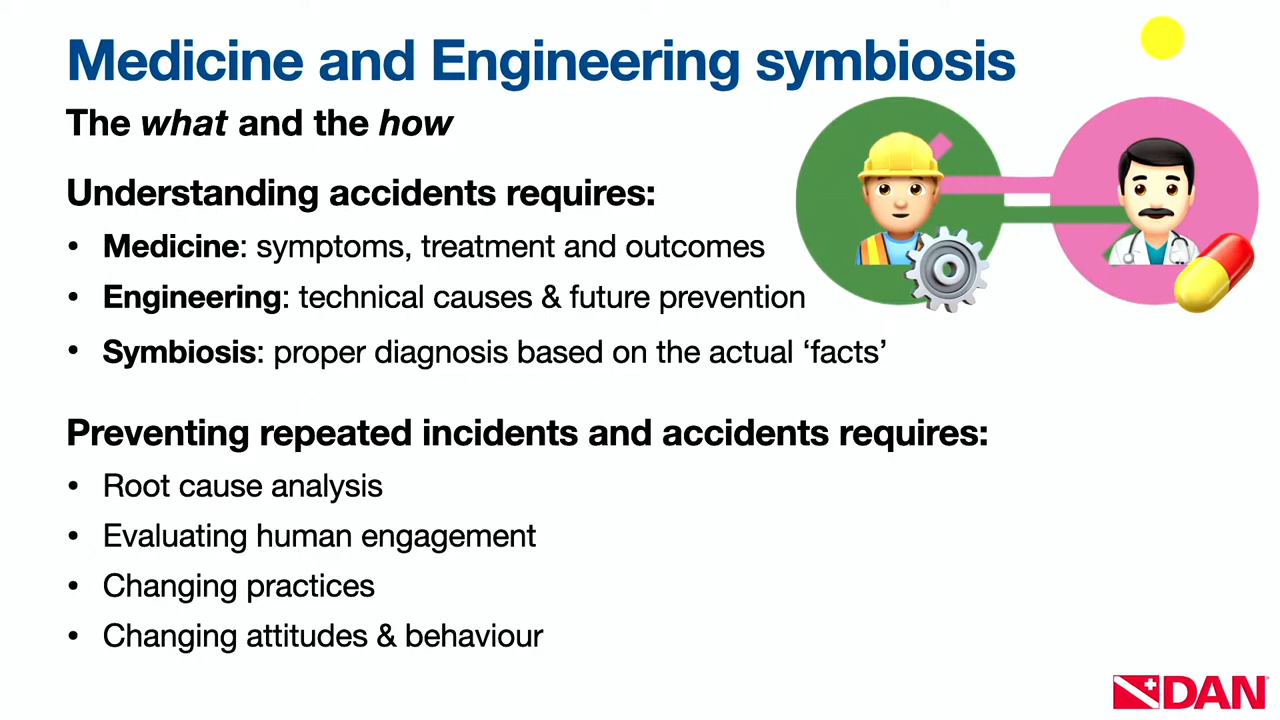 Medicine and Engineering symbiosis
The what and the how
Understanding accidents requires:
• Medicine: symptoms, treatment and outcomes
• Engineering: technical causes & future prevention
• Symbiosis: proper diagnosis based on the actual ‘facts’
Preventing repeated incidents and accidents requires:
• Root cause analysis
• Evaluating human engagement
• Changing practices
• Changing attitudes & behaviour
DAN